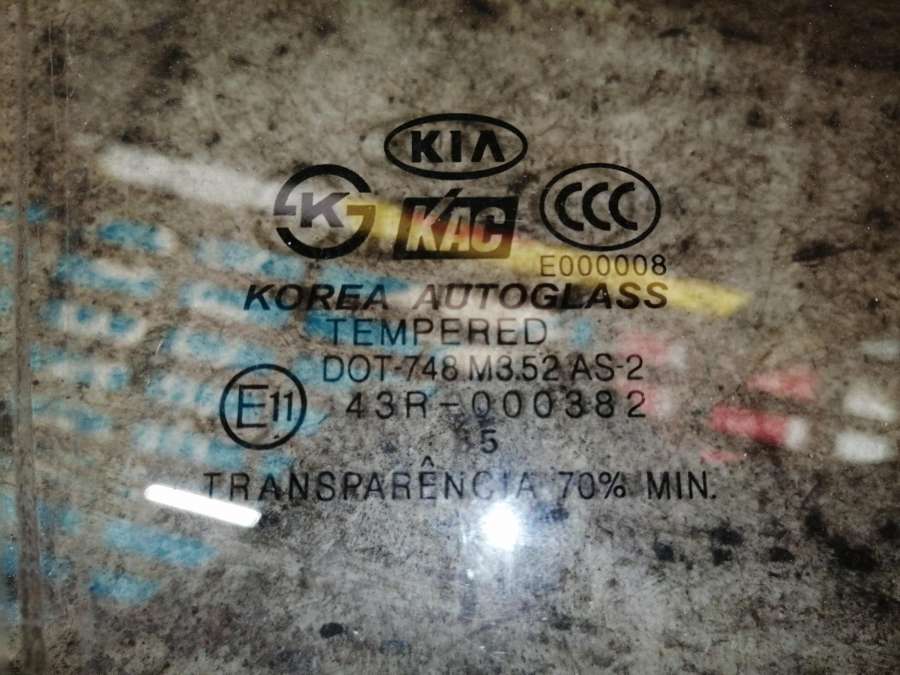 KIA
K KAC CCC
E000008
KOREA AUTOGLASS
TEMPERED
DOT-748 M3.52 AS-2
E11 43R-000382
5
TRANSPARÊNCIA 70% MIN.